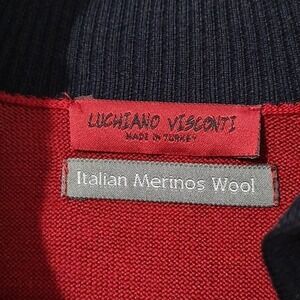 LUCHIANO VISCONTI
MADE IN TURKEY
Italian Merinos Wool